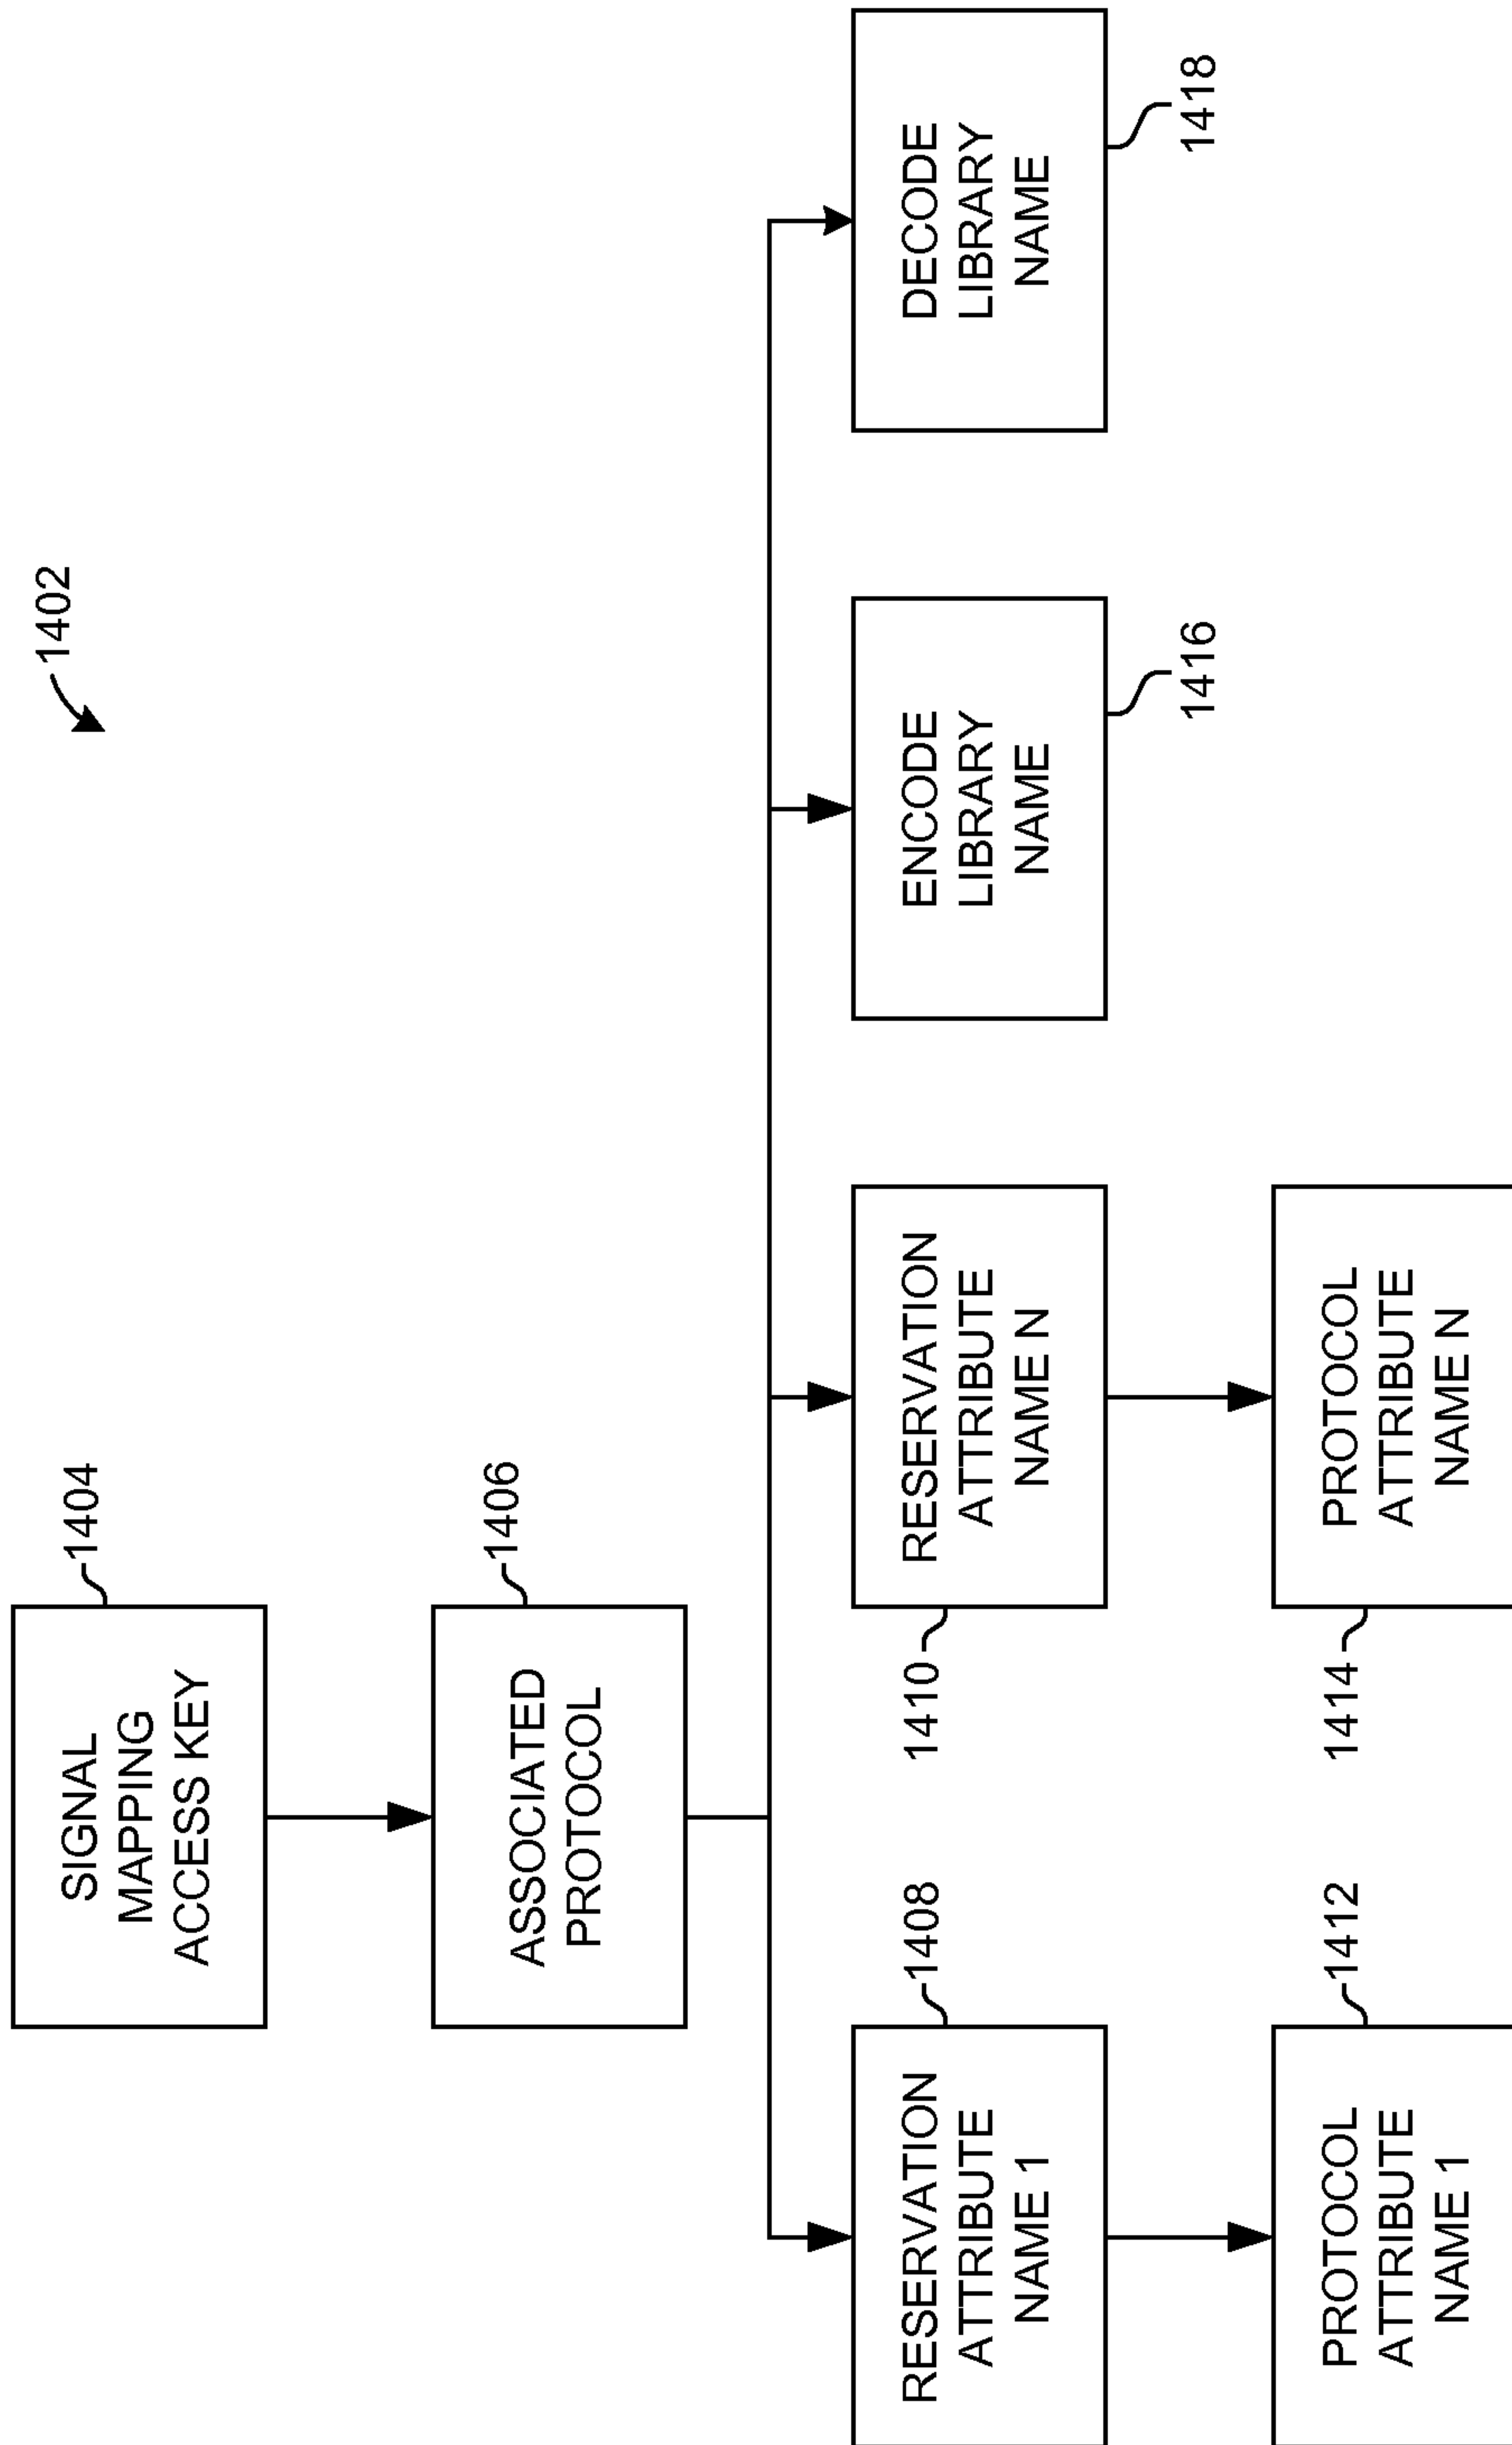 1402
SIGNAL
MAPPING
ACCESS KEY
1404
ASSOCIATED
PROTOCOL
1406
RESERVATION
ATTRIBUTE
NAME 1
1408
1410
RESERVATION
ATTRIBUTE
NAME N
ENCODE
LIBRARY
NAME
1416
DECODE
LIBRARY
NAME
1418
PROTOCOL
ATTRIBUTE
NAME 1
1412
1414
PROTOCOL
ATTRIBUTE
NAME N